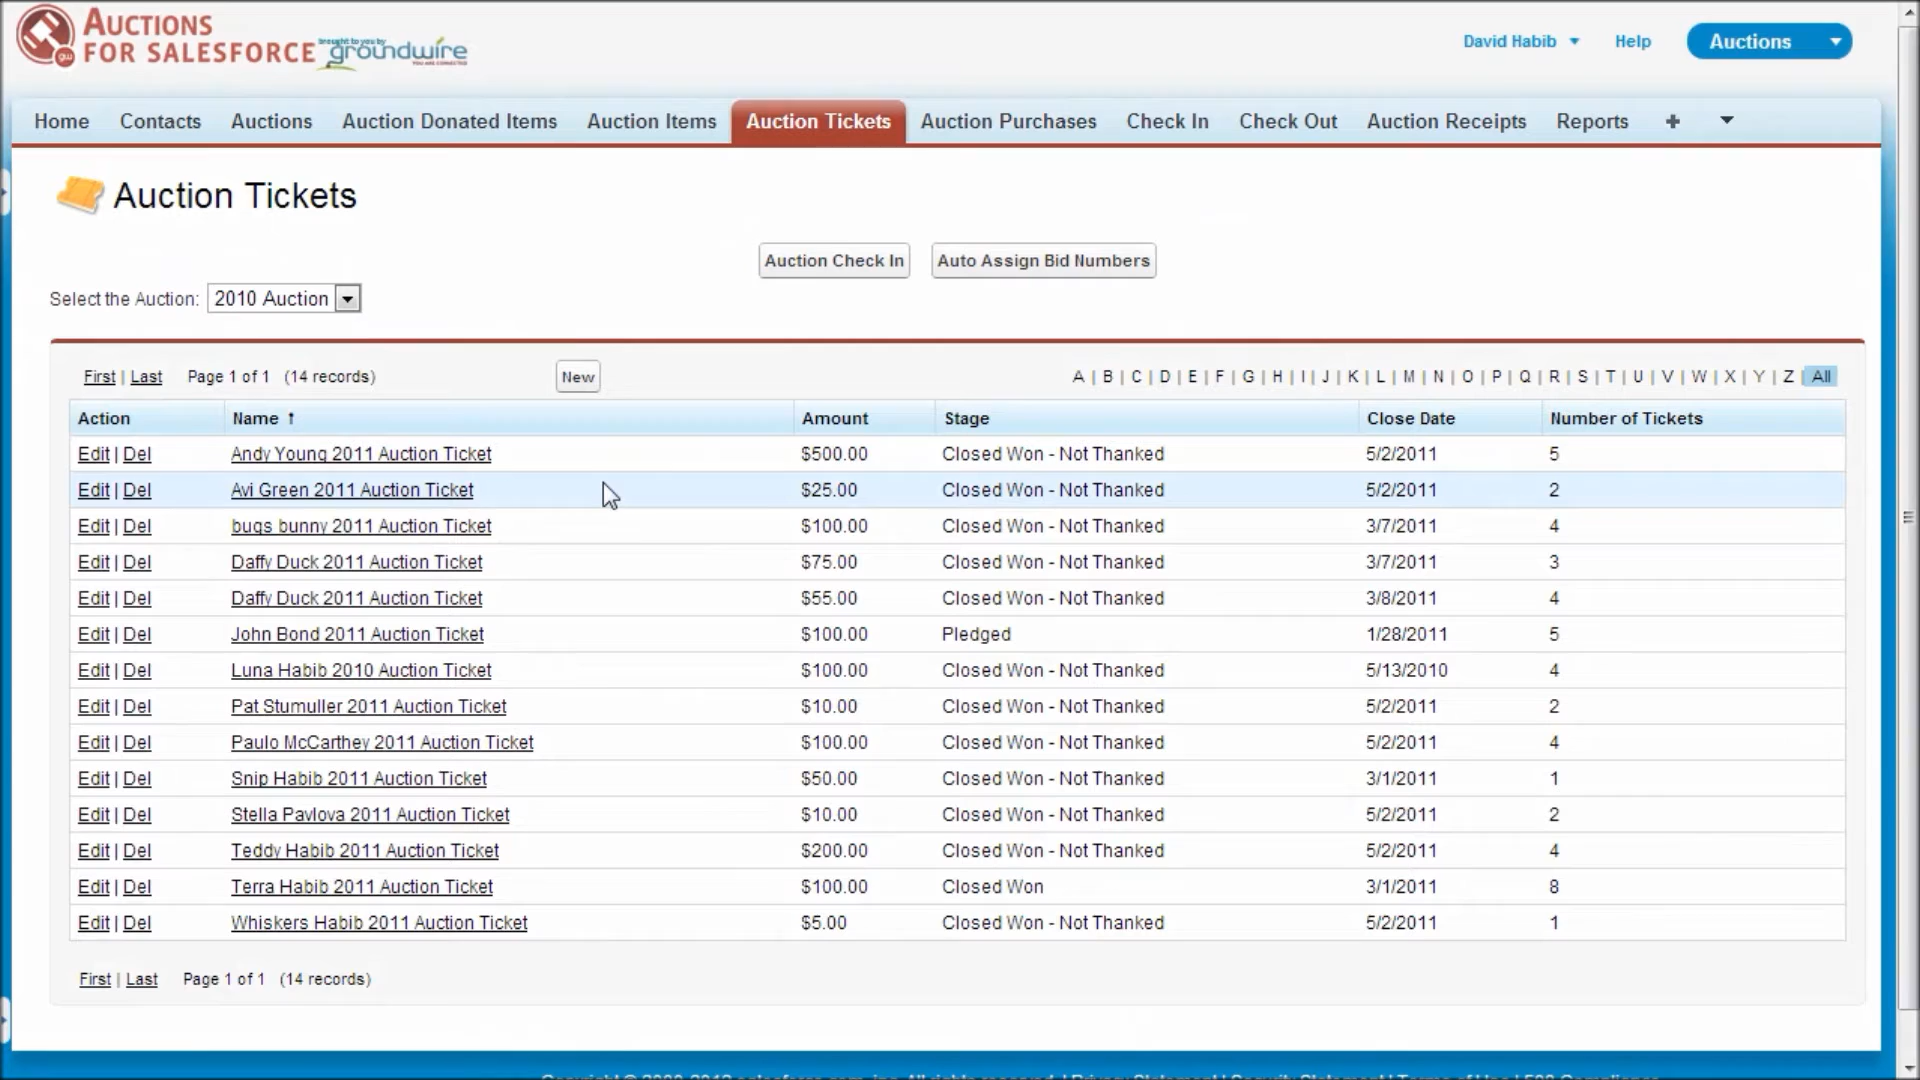 AUCTIONS
FOR SALESFORCE
brought to you by
groundwire
YOU ARE CONNECTED
gw
David Habib
Help
Auctions
Home Contacts Auctions Auction Donated Items Auction Items Auction Tickets Auction Purchases Check In Check Out Auction Receipts Reports +
Auction Tickets
Auction Check In Auto Assign Bid Numbers
Select the Auction: 2010 Auction
First | Last Page 1 of 1 (14 records) New A | B | C | D | E | F | G | H | I | J | K | L | M | N | O | P | Q | R | S | T | U | V | W | X | Y | Z | All
Action Name ↑ Amount Stage Close Date Number of Tickets
Edit | Del Andy Young 2011 Auction Ticket $500.00 Closed Won - Not Thanked 5/2/2011 5
Edit | Del Avi Green 2011 Auction Ticket $25.00 Closed Won - Not Thanked 5/2/2011 2
Edit | Del bugs bunny 2011 Auction Ticket $100.00 Closed Won - Not Thanked 3/7/2011 4
Edit | Del Daffy Duck 2011 Auction Ticket $75.00 Closed Won - Not Thanked 3/7/2011 3
Edit | Del Daffy Duck 2011 Auction Ticket $55.00 Closed Won - Not Thanked 3/8/2011 4
Edit | Del John Bond 2011 Auction Ticket $100.00 Pledged 1/28/2011 5
Edit | Del Luna Habib 2010 Auction Ticket $100.00 Closed Won - Not Thanked 5/13/2010 4
Edit | Del Pat Stumuller 2011 Auction Ticket $10.00 Closed Won - Not Thanked 5/2/2011 2
Edit | Del Paulo McCarthey 2011 Auction Ticket $100.00 Closed Won - Not Thanked 5/2/2011 4
Edit | Del Snip Habib 2011 Auction Ticket $50.00 Closed Won - Not Thanked 3/1/2011 1
Edit | Del Stella Pavlova 2011 Auction Ticket $10.00 Closed Won - Not Thanked 5/2/2011 2
Edit | Del Teddy Habib 2011 Auction Ticket $200.00 Closed Won - Not Thanked 5/2/2011 4
Edit | Del Terra Habib 2011 Auction Ticket $100.00 Closed Won 3/1/2011 8
Edit | Del Whiskers Habib 2011 Auction Ticket $5.00 Closed Won - Not Thanked 5/2/2011 1
First | Last Page 1 of 1 (14 records)